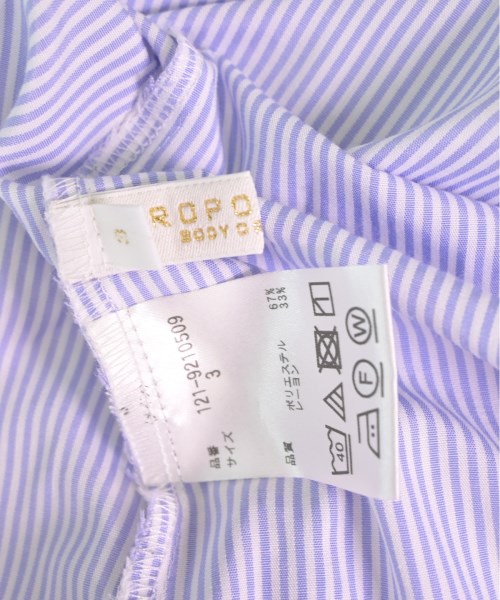 3
ROPÓ
BODY D
品番 121-9210509
サイズ 3
品質 ポリエステル 67%
レーヨン 33%
40
F
W